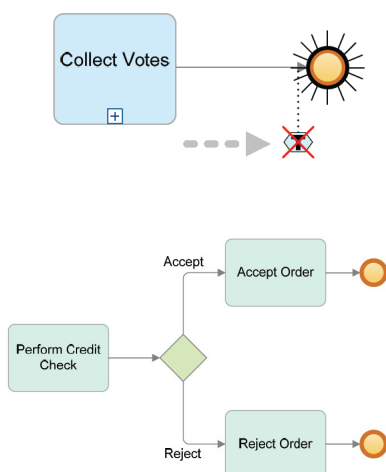 Collect Votes
T
Accept
Accept Order
Perform Credit
Check
Reject
Reject Order